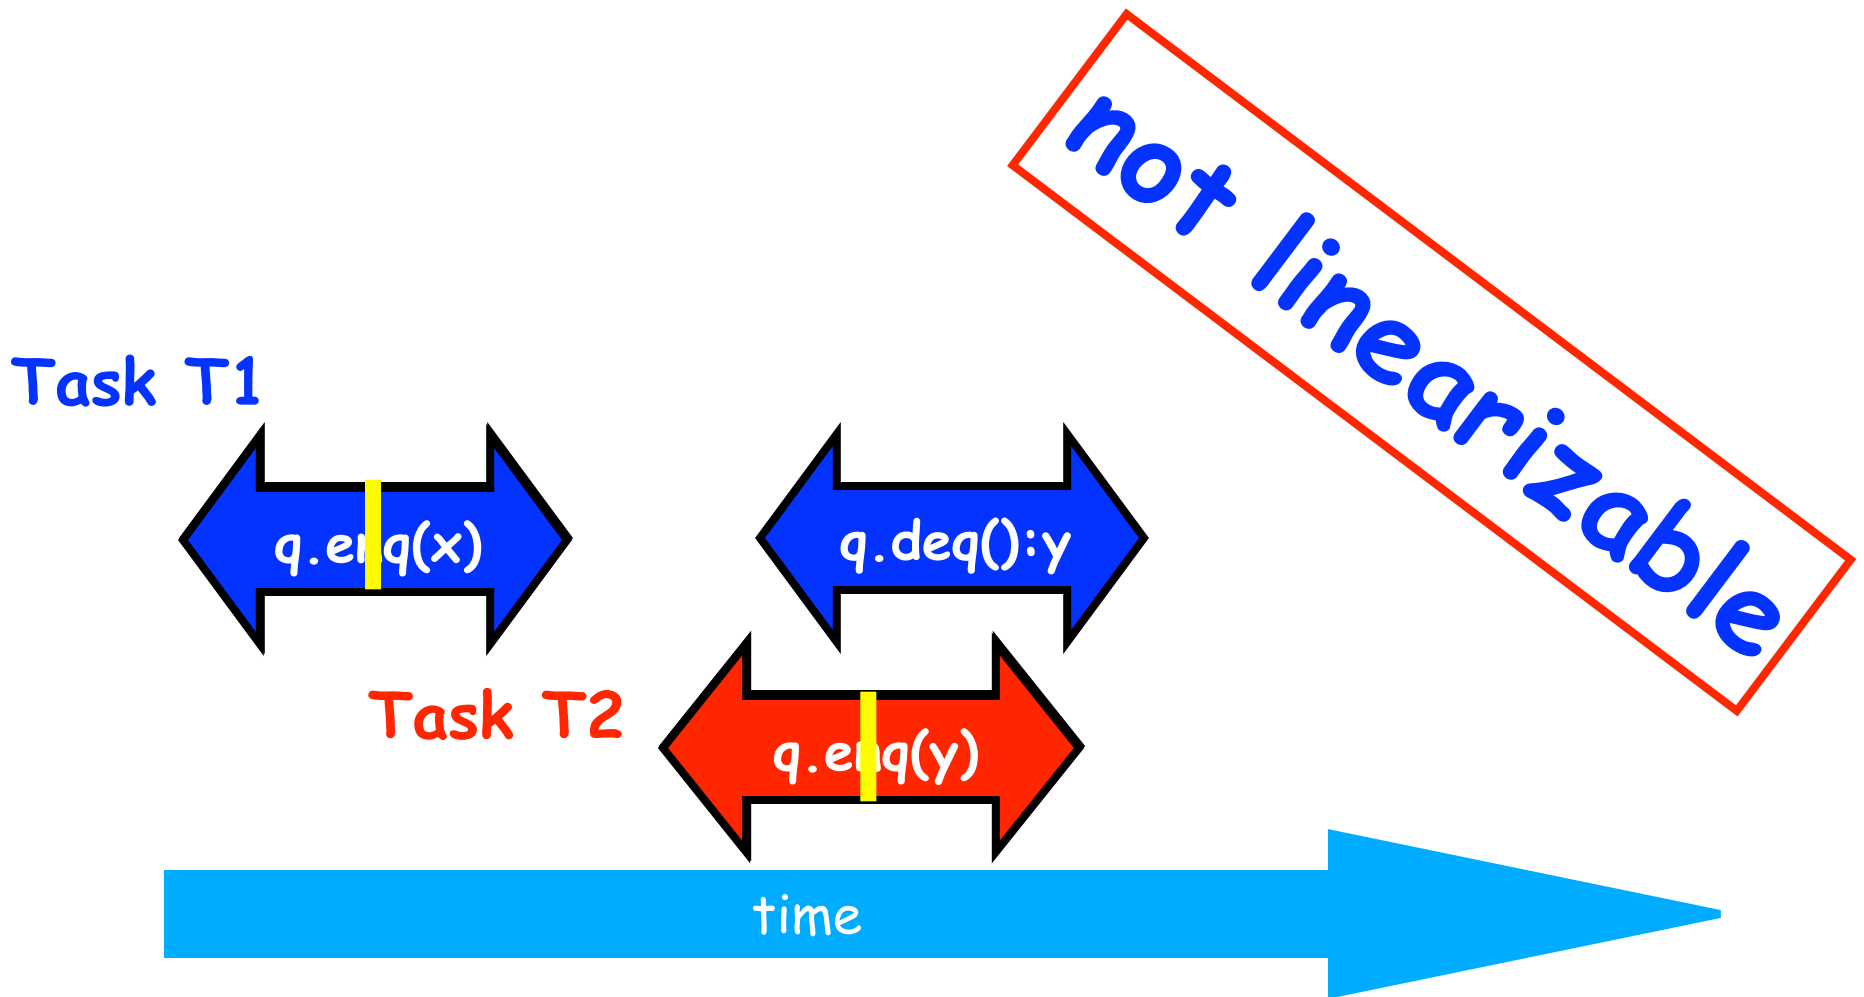 not linearizable
Task T1
q.enq(x)
q.deq():y
Task T2
q.enq(y)
time